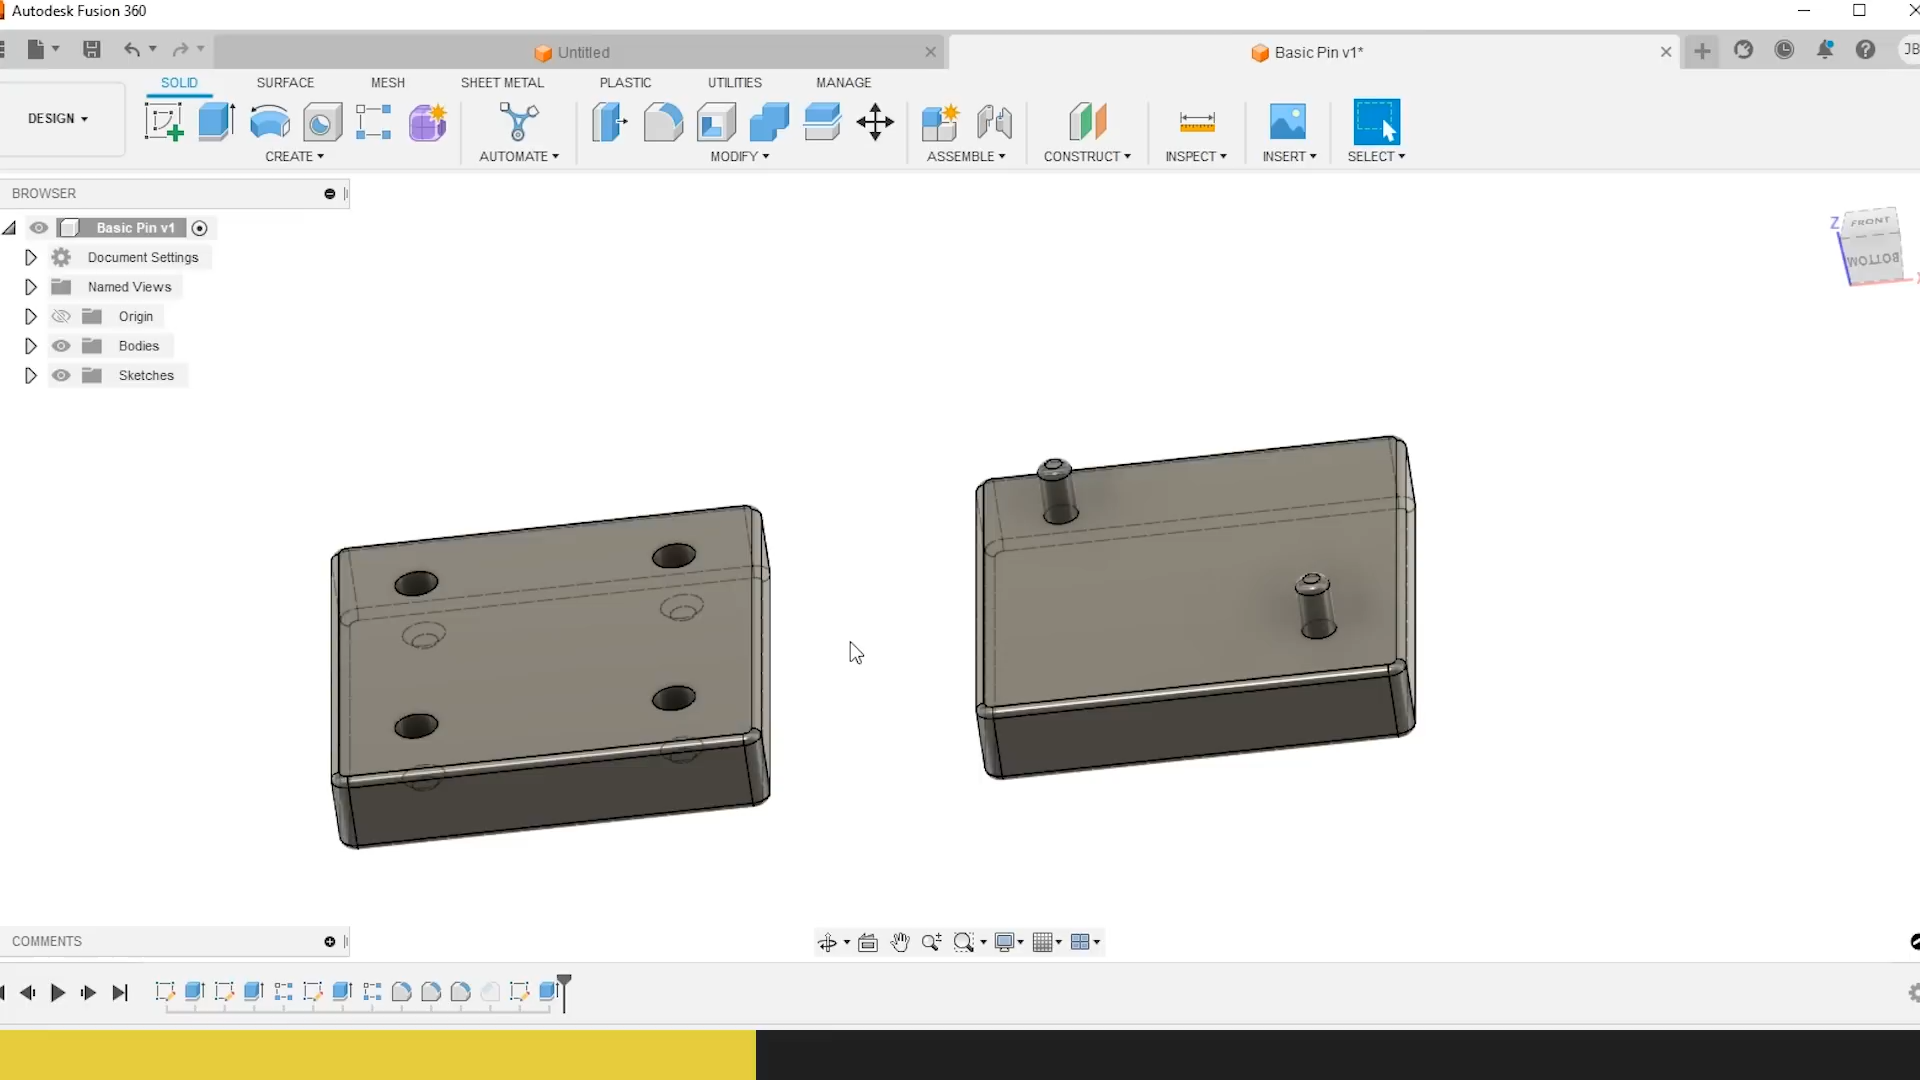 Autodesk Fusion 360
Untitled
Basic Pin v1*
JB
SOLID
SURFACE
MESH
SHEET METAL
PLASTIC
UTILITIES
MANAGE
DESIGN
CREATE
AUTOMATE
MODIFY
ASSEMBLE
CONSTRUCT
INSPECT
INSERT
SELECT
BROWSER
Basic Pin v1
Document Settings
Named Views
Origin
Bodies
Sketches
Z
FRONT
BOTTOM
COMMENTS